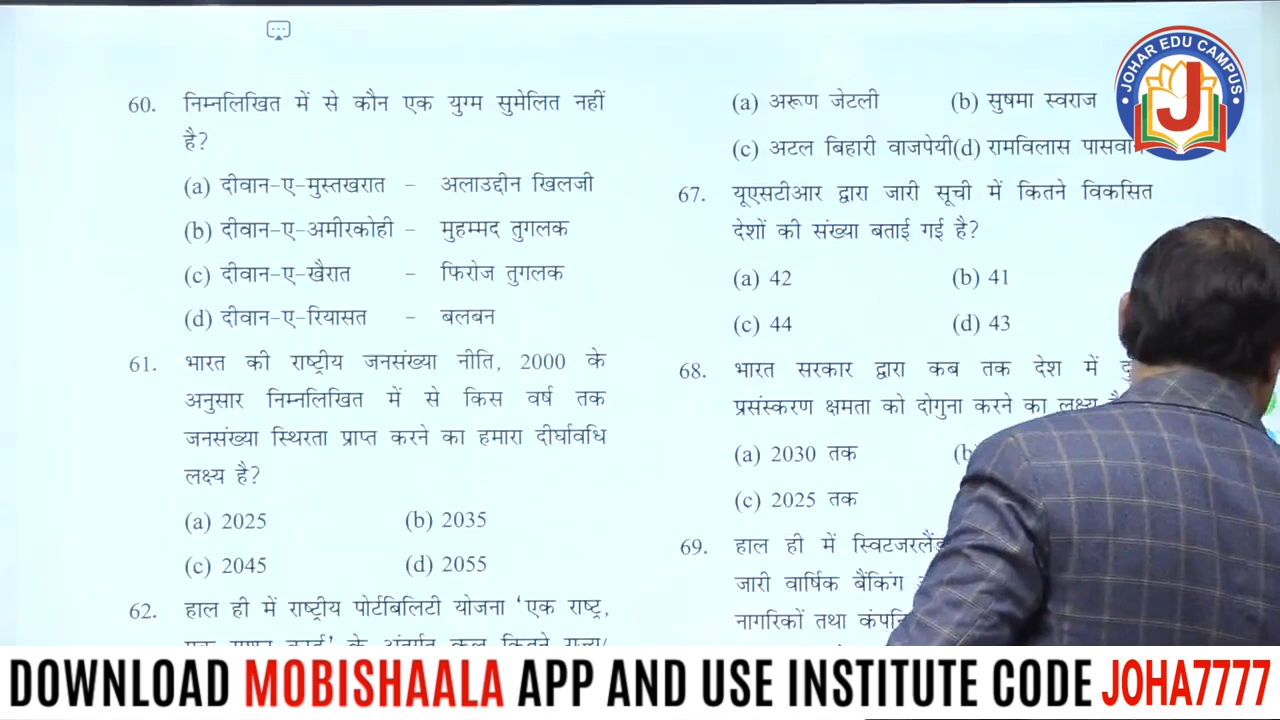 60. निम्नलिखित में से कौन एक युग्म सुमेलित नहीं
है?
(a) दीवान-ए-मुस्तखरात – अलाउद्दीन खिलजी
(b) दीवान-ए-अमीरकोही – मुहम्मद तुगलक
(c) दीवान-ए-खैरात – फिरोज तुगलक
(d) दीवान-ए-रियासत – बलबन
61. भारत की राष्ट्रीय जनसंख्या नीति, 2000 के
अनुसार निम्नलिखित में से किस वर्ष तक
जनसंख्या स्थिरता प्राप्त करने का हमारा दीर्घावधि
लक्ष्य है?
(a) 2025 (b) 2035
(c) 2045 (d) 2055
62. हाल ही में राष्ट्रीय पोर्टबिलिटी योजना ‘एक राष्ट्र,
के अंतर्गत कुल कितने राज्य/
(a) अरूण जेटली (b) सुषमा स्वराज
(c) अटल बिहारी वाजपेयी(d) रामविलास
67. यूएसटीआर द्वारा जारी सूची में कितने विकसित
देशों की संख्या बताई गई है?
(a) 42 (b) 41
(c) 44 (d) 43
68. भारत सरकार द्वारा कब तक देश में
प्रसंस्करण क्षमता को दोगुना करने का लक्ष्य
(a) 2030 तक
(c) 2025 तक
69. हाल ही में
जारी वार्षिक बैंकिंग
नागरिकों तथा
JOHAR EDU CAMPUS
J
DOWNLOAD MOBISHAALA APP AND USE INSTITUTE CODE JOHA7777